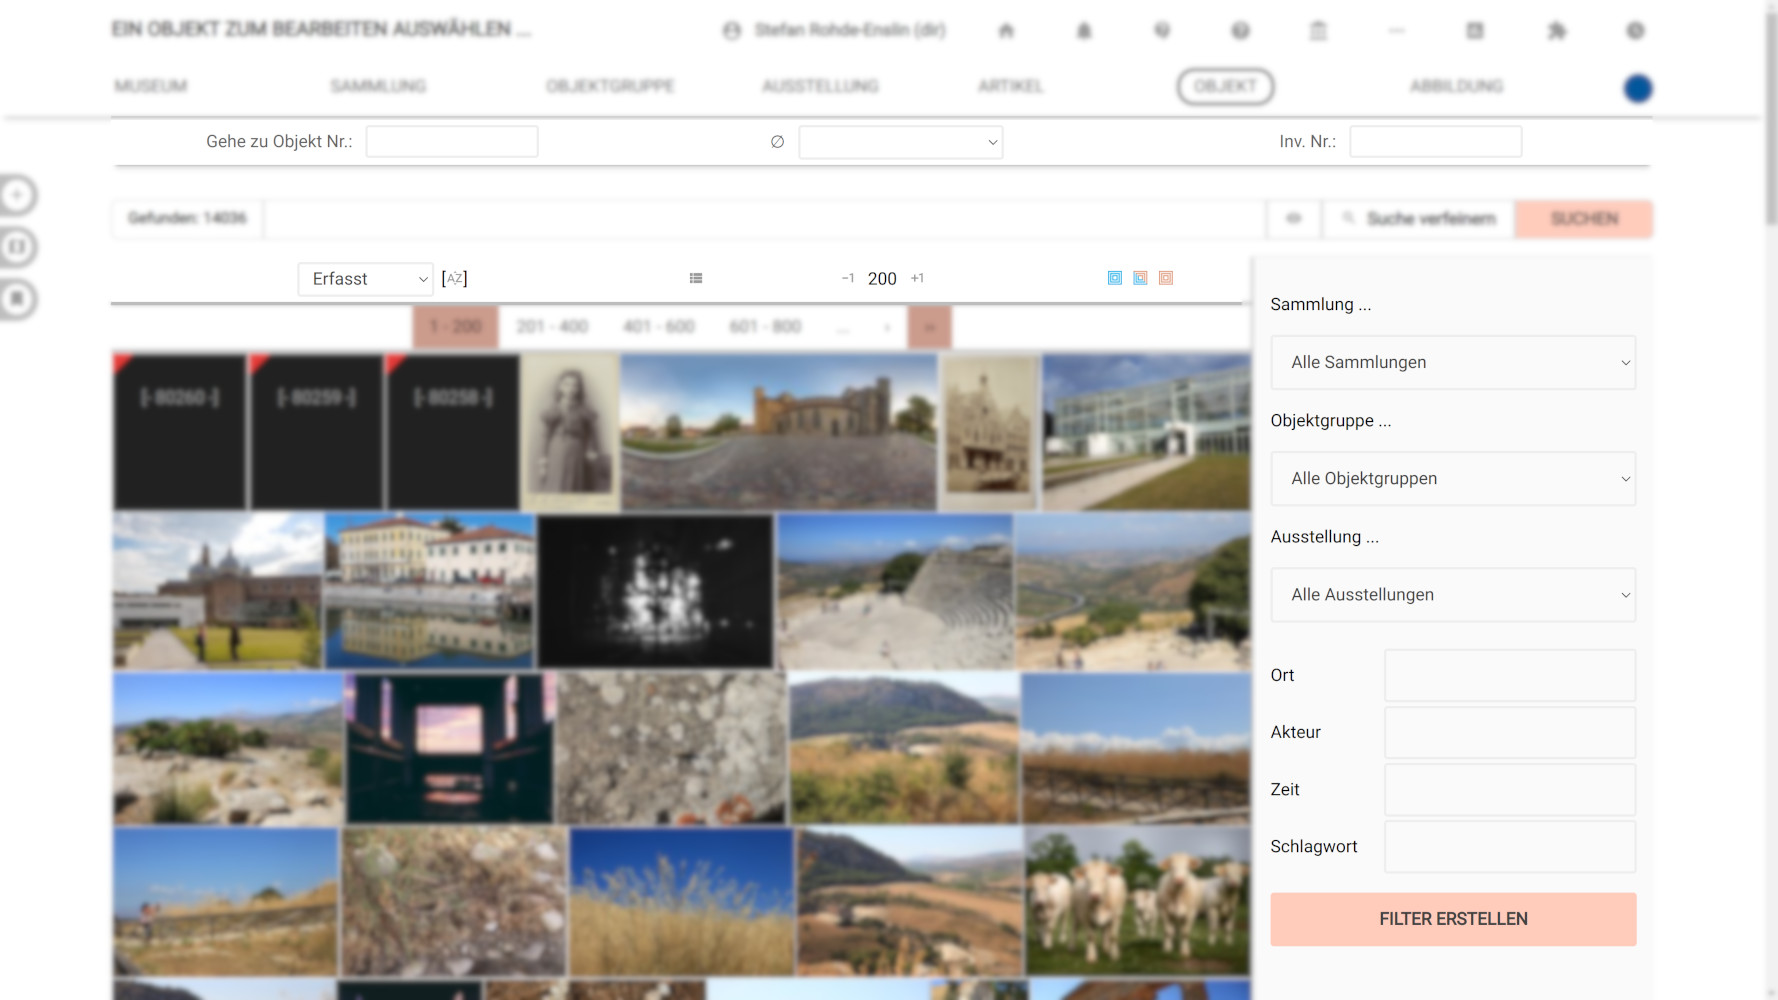 EIN OBJEKT ZUM BEARBEITEN AUSWÄHLEN ...
Stefan Rohde-Enslin (dir)
MUSEUM SAMMLUNG OBJEKTGRUPPE AUSSTELLUNG ARTIKEL OBJEKT ABBILDUNG
Gehe zu Objekt Nr.: ∅ Inv. Nr.:
Gefunden: 14036 Suche verfeinern SUCHEN
Erfasst [AZ] −1 200 +1
1 - 200 201 - 400 401 - 600 601 - 800 ... › »
[- 80260 -] [- 80259 -] [- 80258 -]
Sammlung ...
Alle Sammlungen
Objektgruppe ...
Alle Objektgruppen
Ausstellung ...
Alle Ausstellungen
Ort
Akteur
Zeit
Schlagwort
FILTER ERSTELLEN